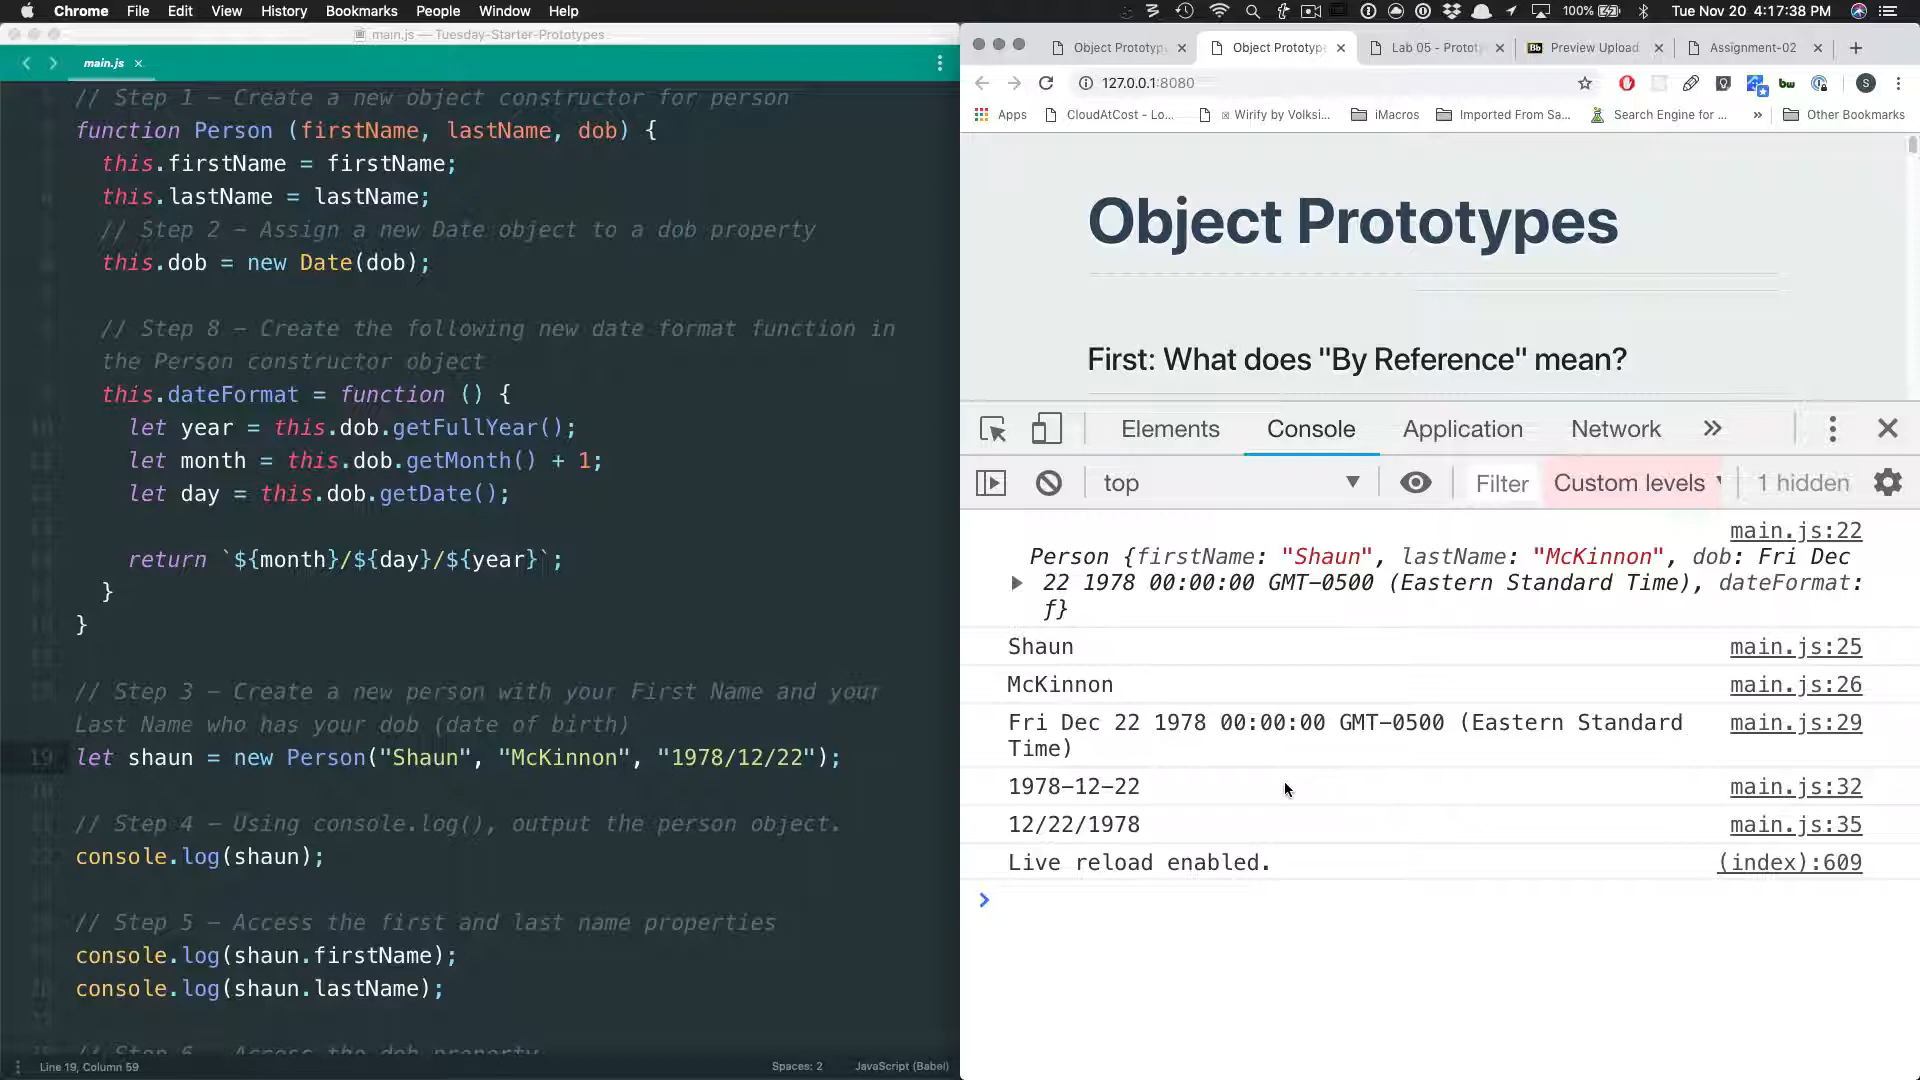 Chrome File Edit View History Bookmarks People Window Help 100% Tue Nov 20 4:17:38 PM
main.js — Tuesday-Starter-Prototypes
main.js ×
// Step 1 – Create a new object constructor for person
function Person (firstName, lastName, dob) {
this.firstName = firstName;
this.lastName = lastName;
// Step 2 – Assign a new Date object to a dob property
this.dob = new Date(dob);
// Step 8 – Create the following new date format function in
the Person constructor object
this.dateFormat = function () {
let year = this.dob.getFullYear();
let month = this.dob.getMonth() + 1;
let day = this.dob.getDate();
return `${month}/${day}/${year}`;
}
}
// Step 3 – Create a new person with your First Name and your
Last Name who has your dob (date of birth)
19 let shaun = new Person("Shaun", "McKinnon", "1978/12/22");
// Step 4 – Using console.log(), output the person object.
console.log(shaun);
// Step 5 – Access the first and last name properties
console.log(shaun.firstName);
console.log(shaun.lastName);
// Step 6 – Access the dob property
Line 19, Column 59 Spaces: 2 JavaScript (Babel)
Object Prototyp × Object Prototype × Lab 05 - Protot × Bb Preview Upload × Assignment-02 × +
127.0.0.1:8080
Apps CloudAtCost - Lo... Wirify by Volksi... iMacros Imported From Sa... Search Engine for ... » Other Bookmarks
Object Prototypes
First: What does "By Reference" mean?
Elements Console Application Network »
top Filter Custom levels 1 hidden
main.js:22
Person {firstName: "Shaun", lastName: "McKinnon", dob: Fri Dec
22 1978 00:00:00 GMT-0500 (Eastern Standard Time), dateFormat:
ƒ}
Shaun main.js:25
McKinnon main.js:26
Fri Dec 22 1978 00:00:00 GMT-0500 (Eastern Standard main.js:29
Time)
1978-12-22 main.js:32
12/22/1978 main.js:35
Live reload enabled. (index):609